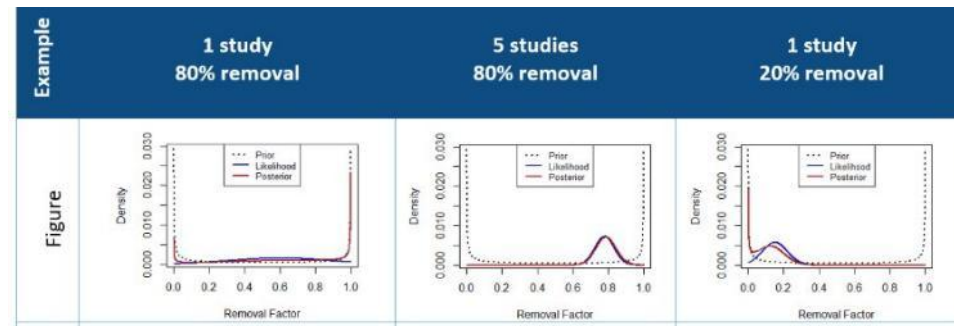 Example
1 study
80% removal
5 studies
80% removal
1 study
20% removal
Figure
Density
0.000
0.010
0.020
0.030
Prior
Likelihood
Posterior
0.0 0.2 0.4 0.6 0.8 1.0
Removal Factor
Density
0.000
0.010
0.020
0.030
Prior
Likelihood
Posterior
0.0 0.2 0.4 0.6 0.8 1.0
Removal Factor
Density
0.000
0.010
0.020
0.030
Prior
Likelihood
Posterior
0.0 0.2 0.4 0.6 0.8 1.0
Removal Factor